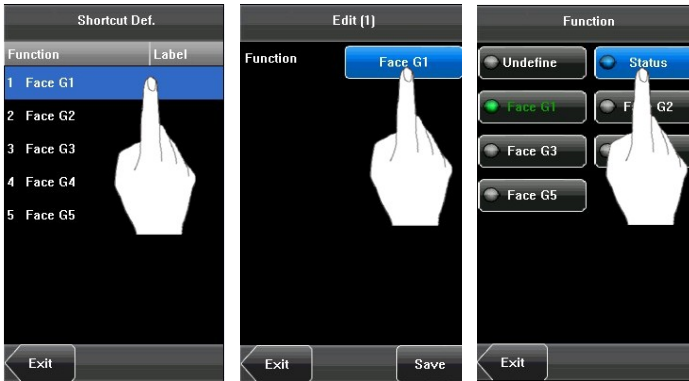 Shortcut Def.
Function Label
1 Face G1
2 Face G2
3 Face G3
4 Face G4
5 Face G5
Exit
Edit (1)
Function Face G1
Exit Save
Function
Undefine Status
Face G1 G2
Face G3
Face G5
Exit